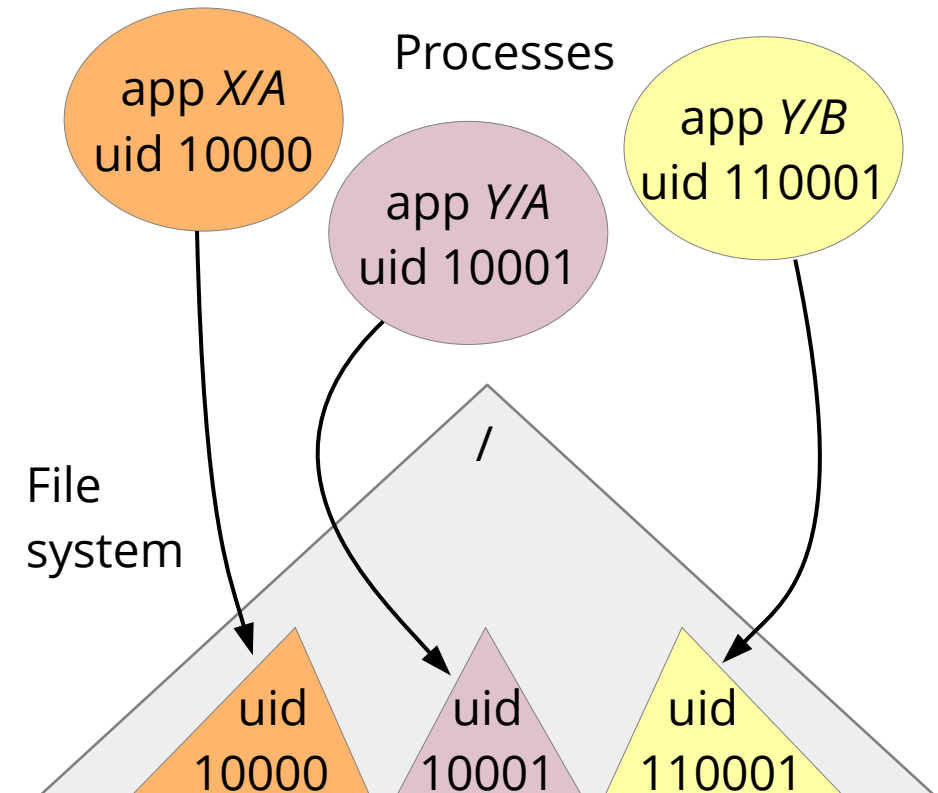 Processes
app X/A
uid 10000
app Y/A
uid 10001
app Y/B
uid 110001
/
File
system
uid
10000
uid
10001
uid
110001